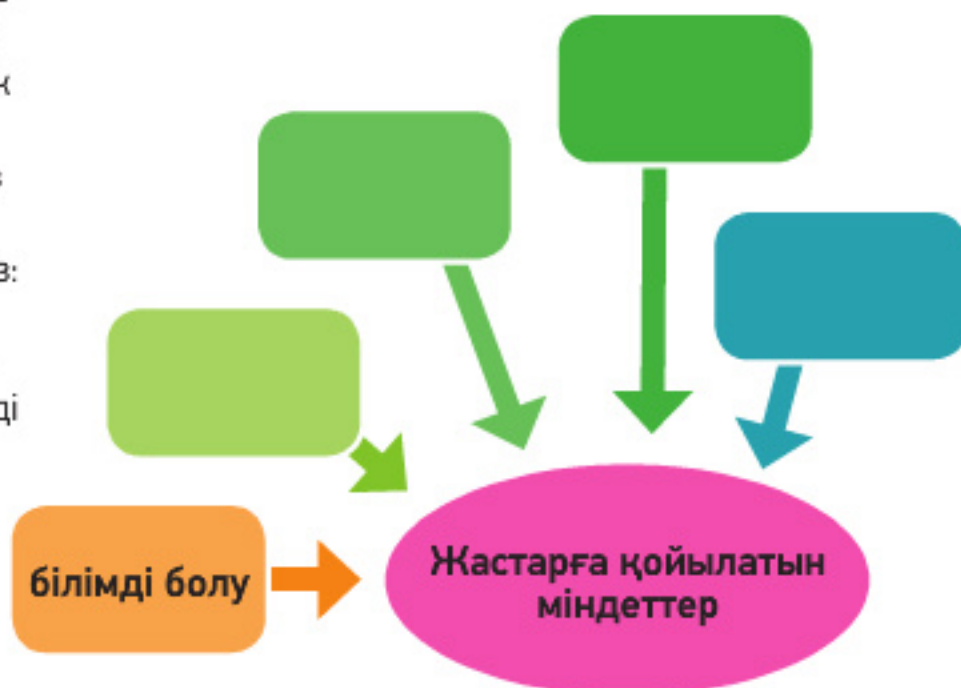 білімді болу
Жастарға қойылатын
міндеттер